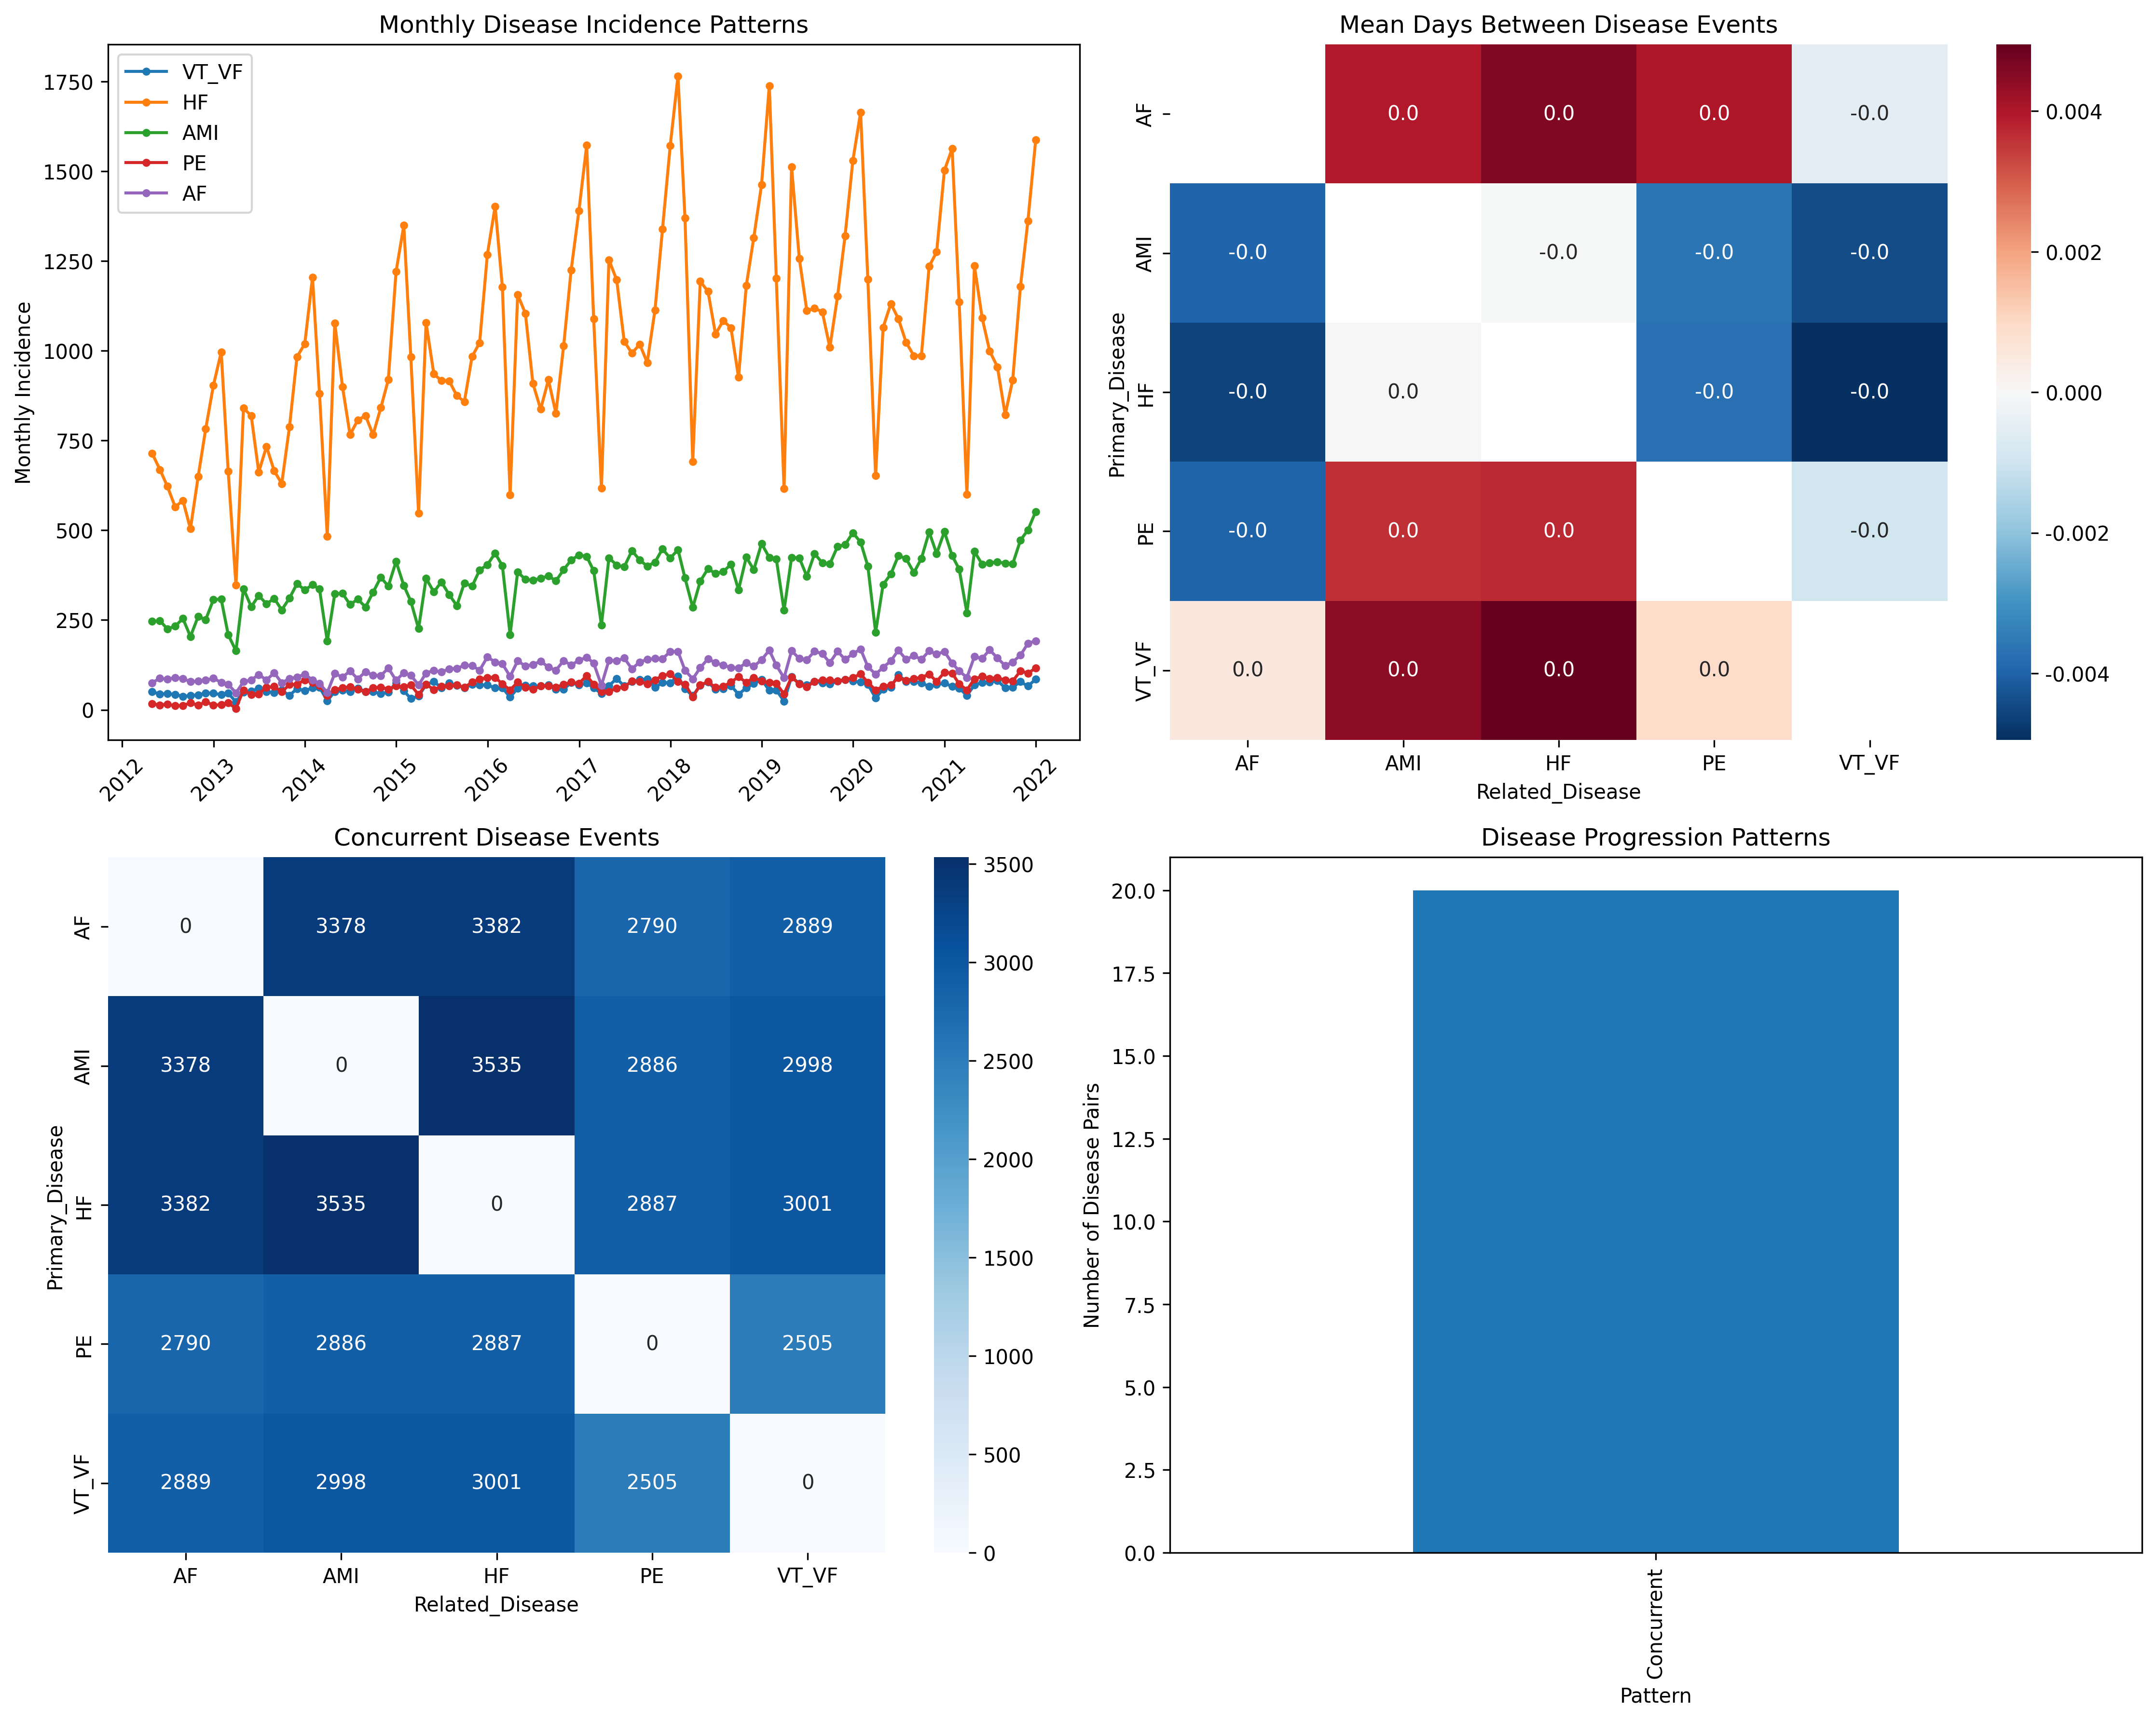 Monthly Disease Incidence Patterns
VT_VF
HF
AMI
PE
AF
Monthly Incidence
1750
1500
1250
1000
750
500
250
0
2012 2013 2014 2015 2016 2017 2018 2019 2020 2021 2022
Mean Days Between Disease Events
Primary_Disease
AF 0.0 0.0 0.0 -0.0
AMI -0.0 -0.0 -0.0 -0.0
HF -0.0 0.0 -0.0 -0.0
PE -0.0 0.0 0.0 -0.0
VT_VF 0.0 0.0 0.0 0.0
AF AMI HF PE VT_VF
Related_Disease
0.004
0.002
0.000
-0.002
-0.004
Concurrent Disease Events
Primary_Disease
AF 0 3378 3382 2790 2889
AMI 3378 0 3535 2886 2998
HF 3382 3535 0 2887 3001
PE 2790 2886 2887 0 2505
VT_VF 2889 2998 3001 2505 0
AF AMI HF PE VT_VF
Related_Disease
3500
3000
2500
2000
1500
1000
500
0
Disease Progression Patterns
Number of Disease Pairs
20.0
17.5
15.0
12.5
10.0
7.5
5.0
2.5
0.0
Concurrent
Pattern